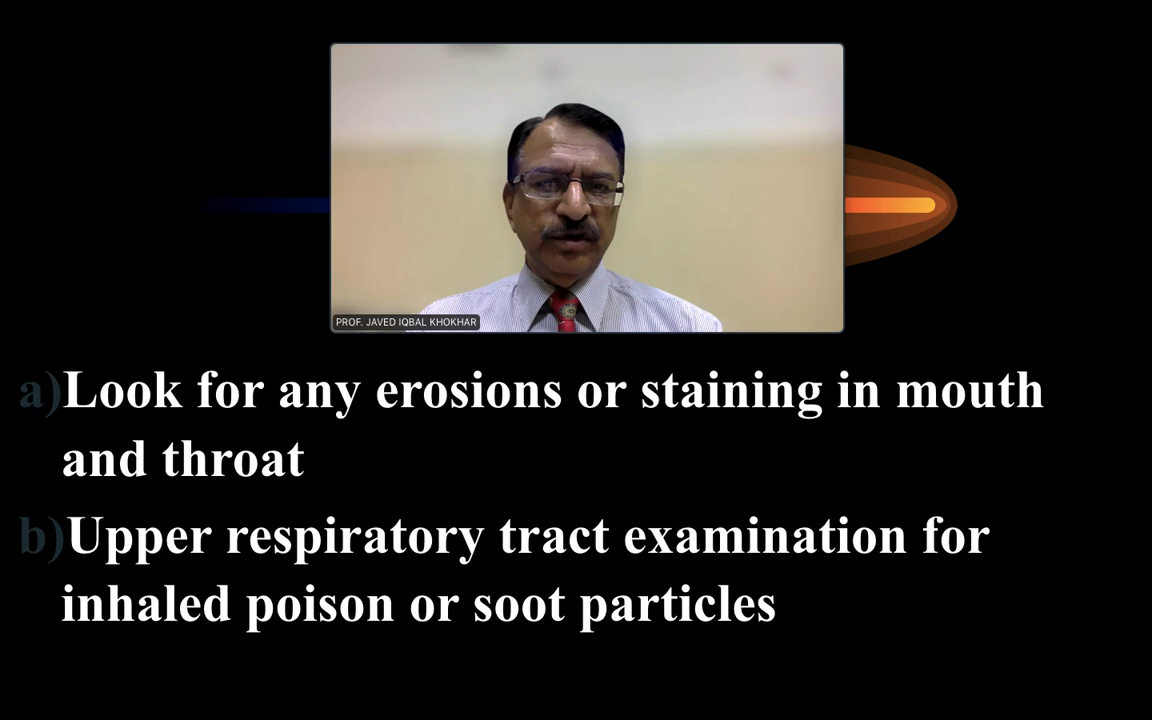 PROF. JAVED IQBAL KHOKHAR
a)Look for any erosions or staining in mouth
and throat
b)Upper respiratory tract examination for
inhaled poison or soot particles